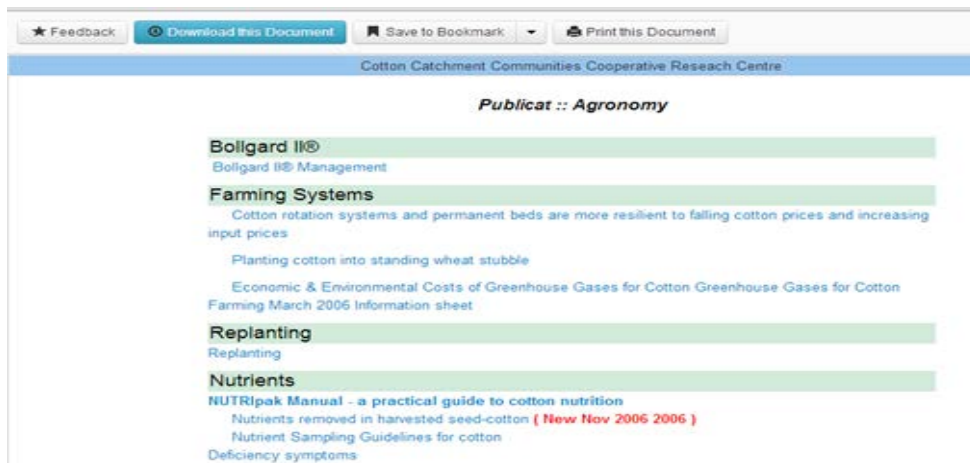 Feedback Download this Document Save to Bookmark Print this Document
Cotton Catchment Communities Cooperative Reseach Centre
Publicat :: Agronomy
Bollgard II®
Bollgard II® Management
Farming Systems
Cotton rotation systems and permanent beds are more resilient to falling cotton prices and increasing
input prices
Planting cotton into standing wheat stubble
Economic & Environmental Costs of Greenhouse Gases for Cotton Greenhouse Gases for Cotton
Farming March 2006 Information sheet
Replanting
Replanting
Nutrients
NUTRIpak Manual - a practical guide to cotton nutrition
Nutrients removed in harvested seed-cotton ( New Nov 2006 2006 )
Nutrient Sampling Guidelines for cotton
Deficiency symptoms